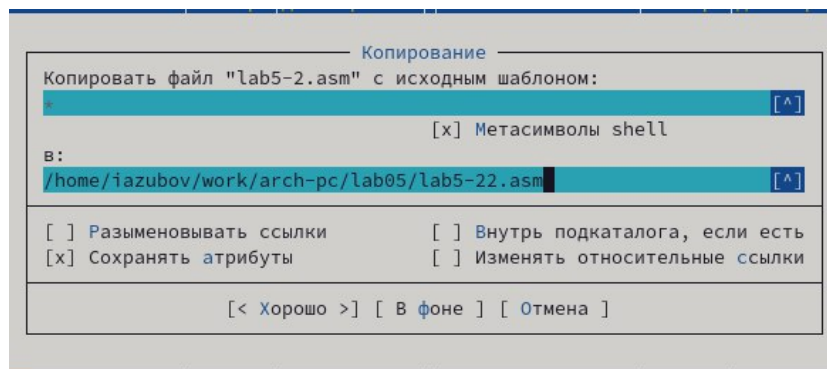 Копирование
Копировать файл "lab5-2.asm" с исходным шаблоном:
* [^]
[x] Метасимволы shell
в:
/home/iazubov/work/arch-pc/lab05/lab5-22.asm [^]
[ ] Разыменовывать ссылки [ ] Внутрь подкаталога, если есть
[x] Сохранять атрибуты [ ] Изменять относительные ссылки
[< Хорошо >] [ В фоне ] [ Отмена ]